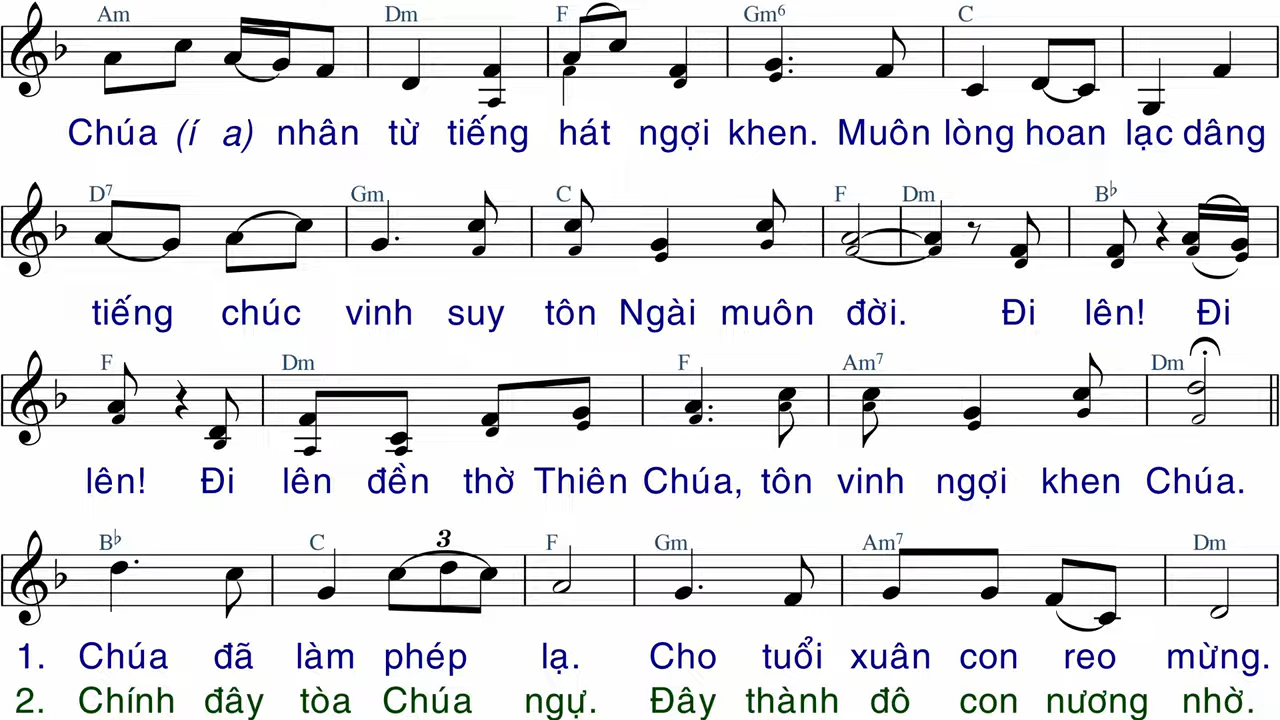 Am Dm F Gm6 C
Chúa (í a) nhân từ tiếng hát ngợi khen. Muôn lòng hoan lạc dâng
D7 Gm C F Dm B♭
tiếng chúc vinh suy tôn Ngài muôn đời. Đi lên! Đi
F Dm F Am7 Dm
lên! Đi lên đền thờ Thiên Chúa, tôn vinh ngợi khen Chúa.
B♭ C 3 F Gm Am7 Dm
1. Chúa đã làm phép lạ. Cho tuổi xuân con reo mừng.
2. Chính đây tòa Chúa ngự. Đây thành đô con nương nhờ.